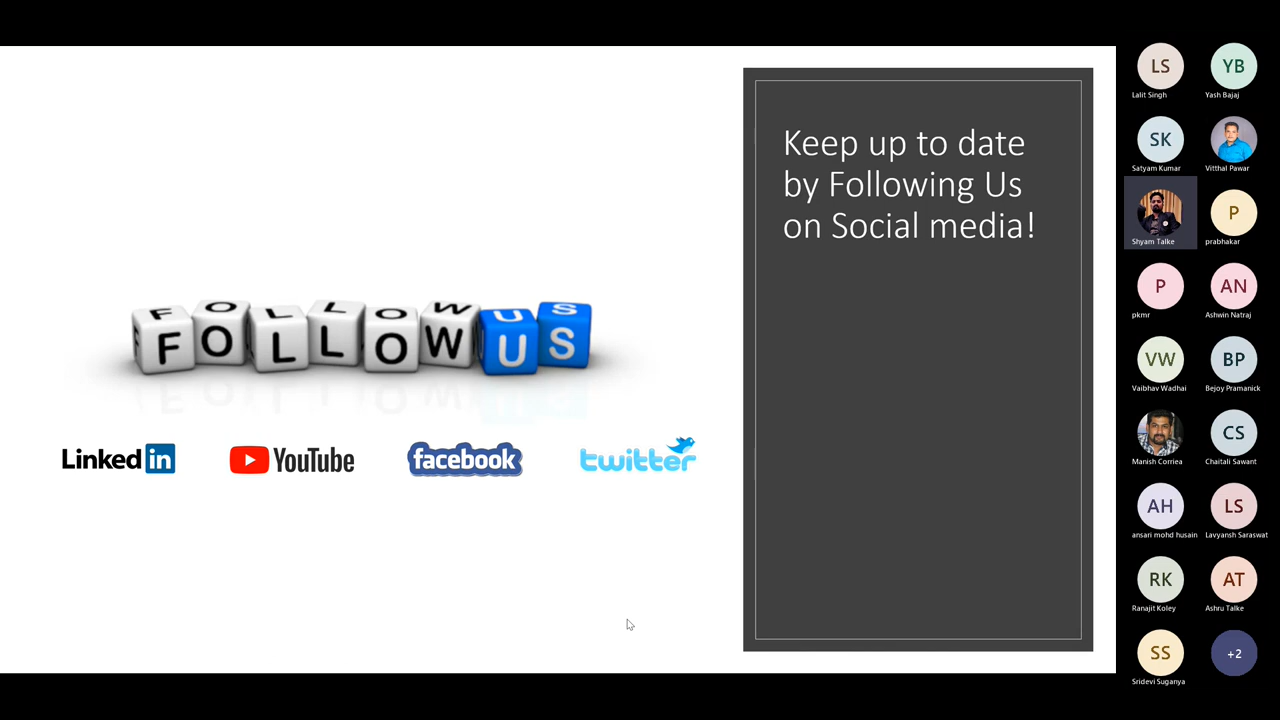 Keep up to date
by Following Us
on Social media!
FOLLOW US
FOLLOW US
Linked in
YouTube
facebook
twitter
LS
Lalit Singh
YB
Yash Bajaj
SK
Satyam Kumar
Vitthal Pawar
Shyam Talke
P
prabhakar
P
pkmr
AN
Ashwin Natraj
VW
Vaibhav Wadhai
BP
Bejoy Pramanick
Manish Corriea
CS
Chaitali Sawant
AH
ansari mohd husain
LS
Lavyansh Saraswat
RK
Ranajit Koley
AT
Ashru Talke
SS
Sridevi Suganya
+2